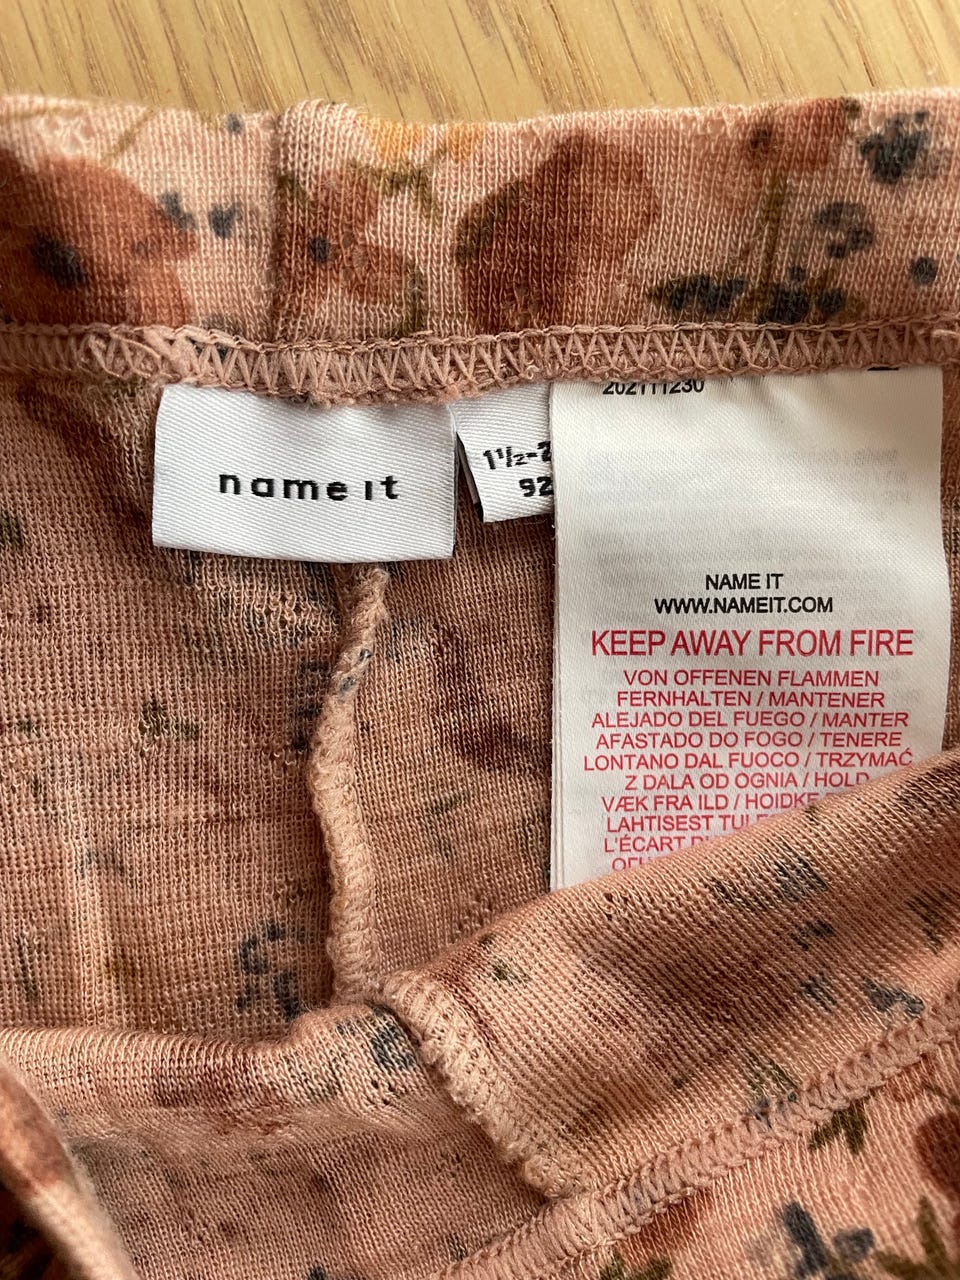 name it
1½-2
92
202111230
NAME IT
WWW.NAMEIT.COM
KEEP AWAY FROM FIRE
VON OFFENEN FLAMMEN
FERNHALTEN / MANTENER
ALEJADO DEL FUEGO / MANTER
AFASTADO DO FOGO / TENERE
LONTANO DAL FUOCO / TRZYMAĆ
Z DALA OD OGNIA / HOLD
VÆK FRA ILD / HOIDKE
LAHTISEST
L'ÉCART